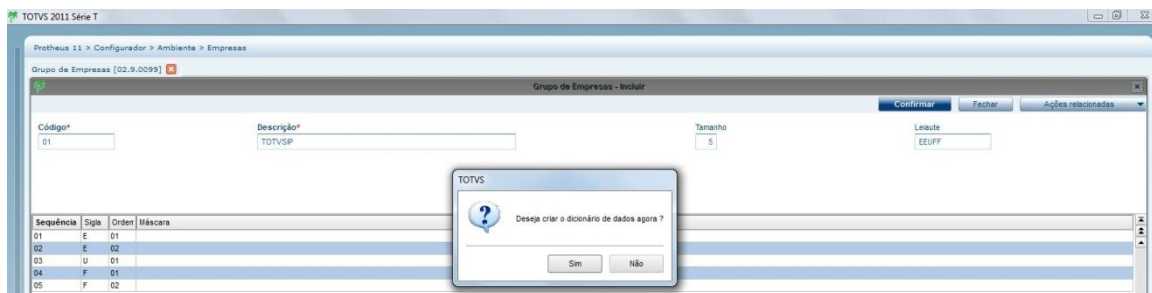 TOTVS 2011 Série T
Protheus 11 > Configurador > Ambiente > Empresas
Grupo de Empresas [02.9.0099]
Grupo de Empresas - Incluir
Confirmar Fechar Ações relacionadas
Código* Descrição* Tamanho Leiaute
01 TOTVSIP 5 EEUFF
TOTVS
Deseja criar o dicionário de dados agora ?
Sim Não
Sequência Sigla Ordem Máscara
01 E 01
02 E 02
03 U 01
04 F 01
05 F 02